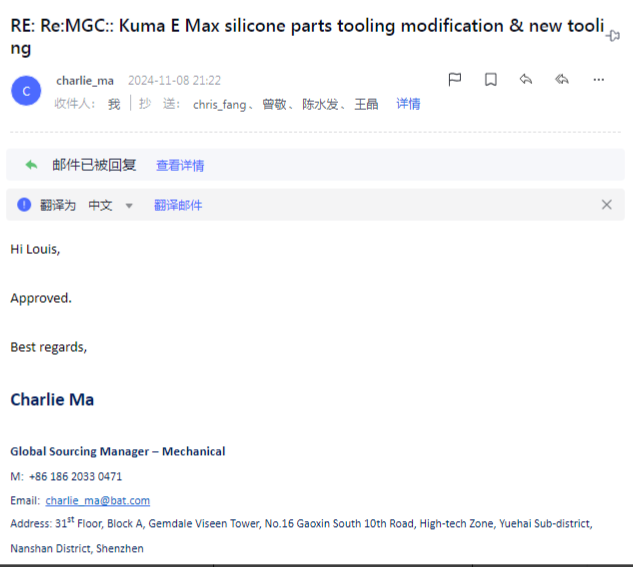 RE: Re:MGC:: Kuma E Max silicone parts tooling modification & new tooli
ng
C
charlie_ma 2024-11-08 21:22
收件人： 我 | 抄 送： chris_fang、 曾敬、 陈水发、 王晶 详情
邮件已被回复 查看详情
翻译为 中文 翻译邮件
Hi Louis,
Approved.
Best regards,
Charlie Ma
Global Sourcing Manager – Mechanical
M: +86 186 2033 0471
Email: charlie_ma@bat.com
Address: 31st Floor, Block A, Gemdale Viseen Tower, No.16 Gaoxin South 10th Road, High-tech Zone, Yuehai Sub-district,
Nanshan District, Shenzhen